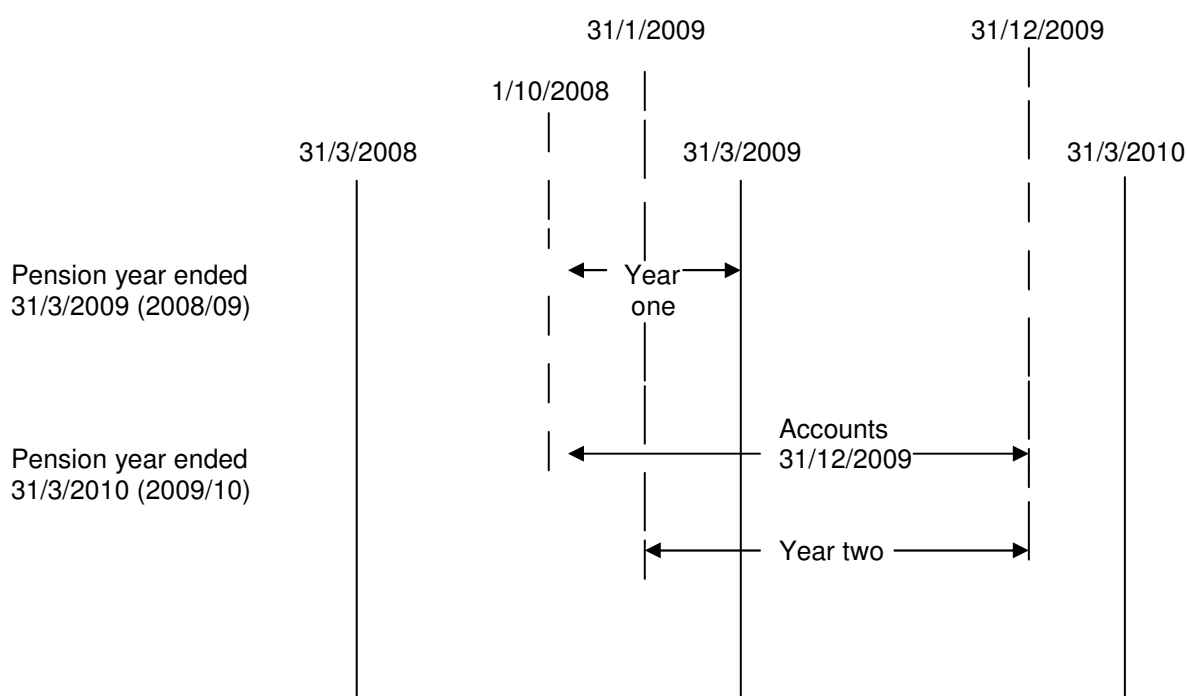 31/1/2009
31/12/2009
1/10/2008
31/3/2008
31/3/2009
31/3/2010
Pension year ended
31/3/2009 (2008/09)
Year
one
Accounts
31/12/2009
Pension year ended
31/3/2010 (2009/10)
Year two